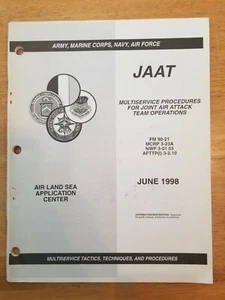 ARMY, MARINE CORPS, NAVY, AIR FORCE
JAAT
MULTISERVICE PROCEDURES
FOR JOINT AIR ATTACK
TEAM OPERATIONS
FM 90-21
MCRP 3-23A
NWP 3-01.03
AFTTP(I) 3-2.10
AIR LAND SEA
APPLICATION
CENTER
JUNE 1998
MULTISERVICE TACTICS, TECHNIQUES, AND PROCEDURES